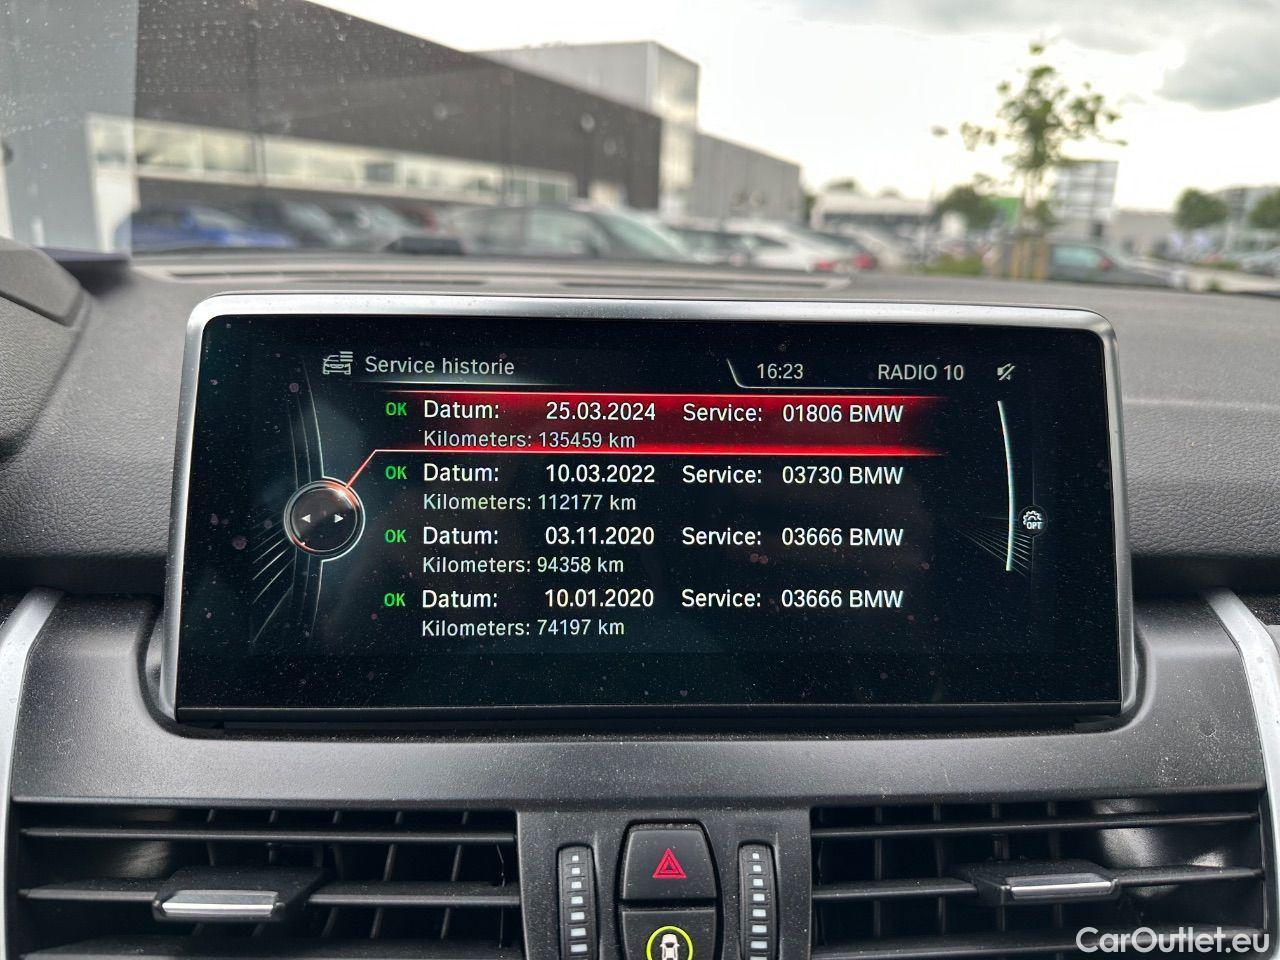 Service historie
16:23
RADIO 10
OK Datum: 25.03.2024 Service: 01806 BMW
Kilometers: 135459 km
OK Datum: 10.03.2022 Service: 03730 BMW
Kilometers: 112177 km
OK Datum: 03.11.2020 Service: 03666 BMW
Kilometers: 94358 km
OPT
OK Datum: 10.01.2020 Service: 03666 BMW
Kilometers: 74197 km
CarOutlet.eu